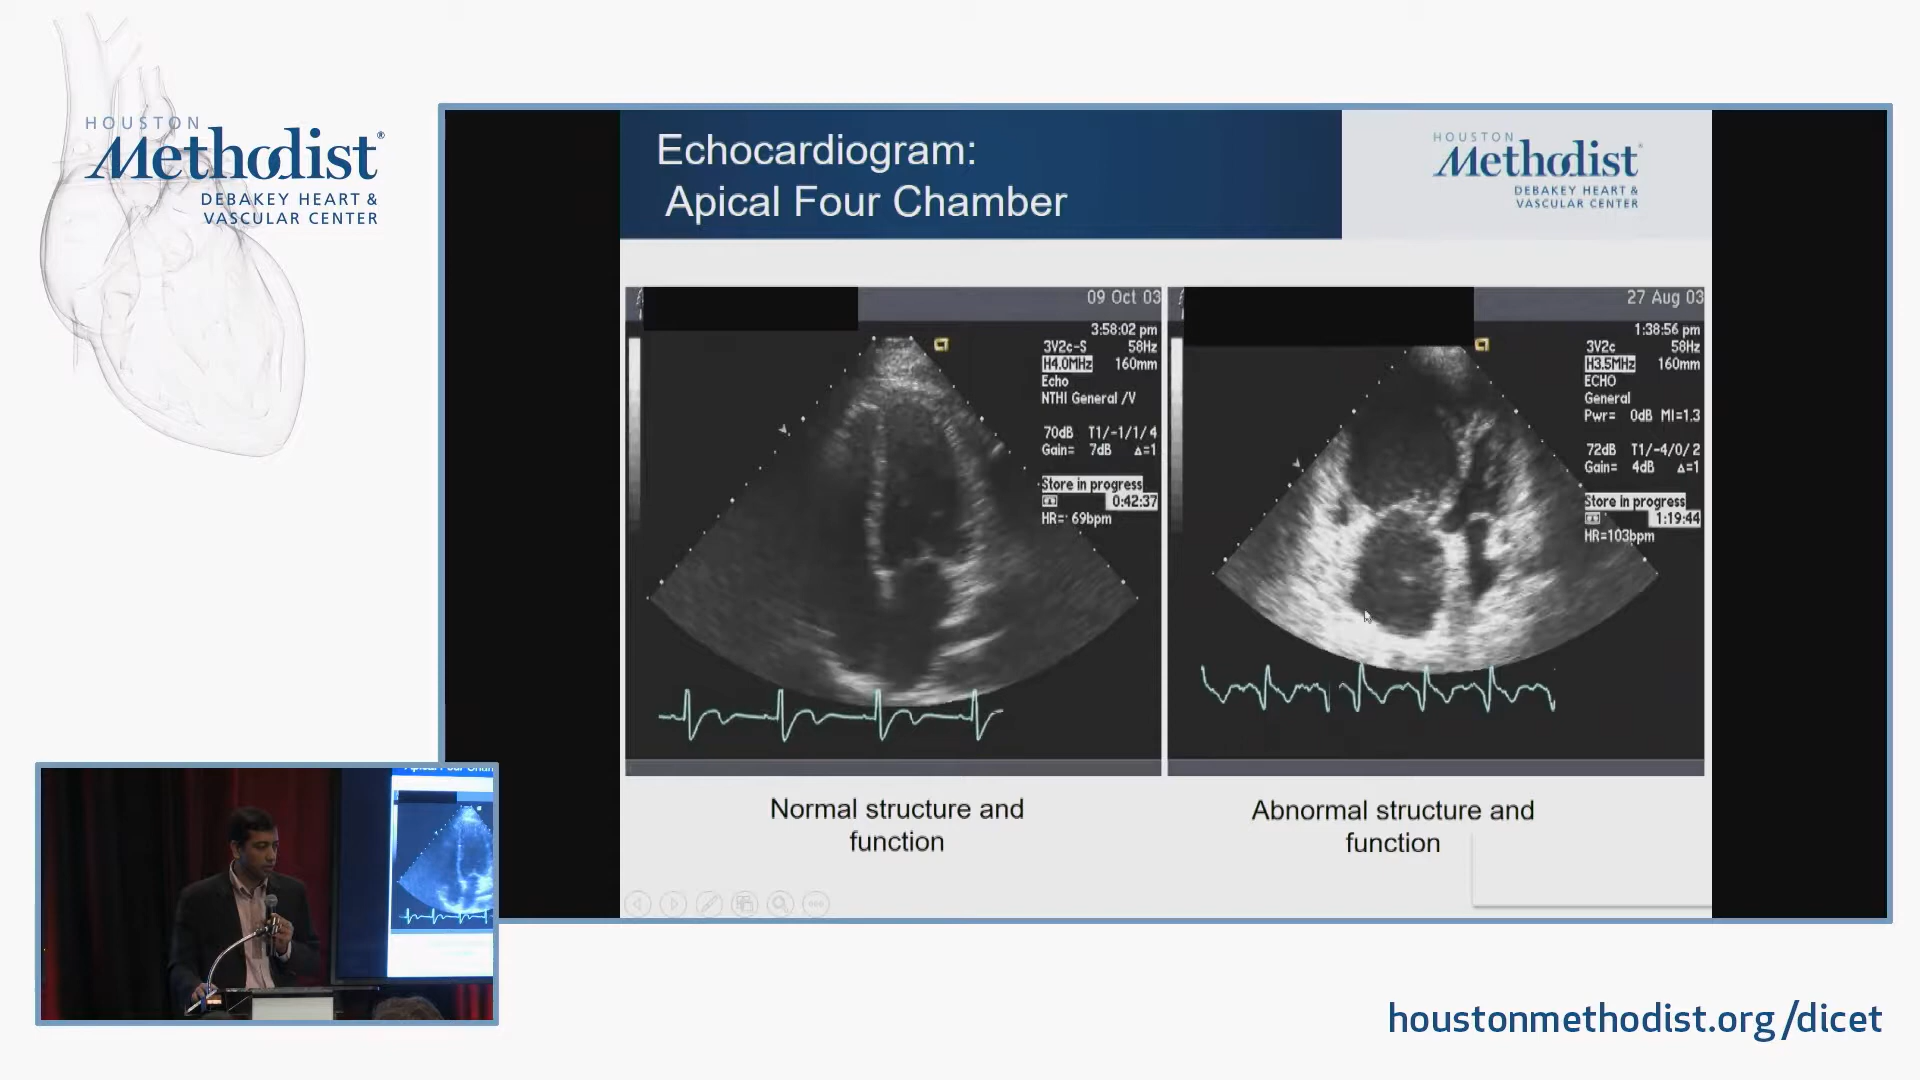 HOUSTON
Methodist®
DEBAKEY HEART &
VASCULAR CENTER
Echocardiogram:
Apical Four Chamber
HOUSTON
Methodist
DEBAKEY HEART &
VASCULAR CENTER
09 Oct 03
3:58:02 pm
3V2c-S 58Hz
H4.0MHz 160mm
Echo
NTHI General /V
70dB T1/-1/1/4
Gain= 7dB Δ=1
Store in progress
0:42:37
HR= 69bpm
27 Aug 03
1:38:56 pm
3V2c 58Hz
H3.5MHz 160mm
ECHO
General
Pwr= 0dB MI=1.3
72dB T1/-4/0/2
Gain= 4dB Δ=1
Store in progress
1:19:44
HR=103bpm
Normal structure and
function
Abnormal structure and
function
houstonmethodist.org/dicet